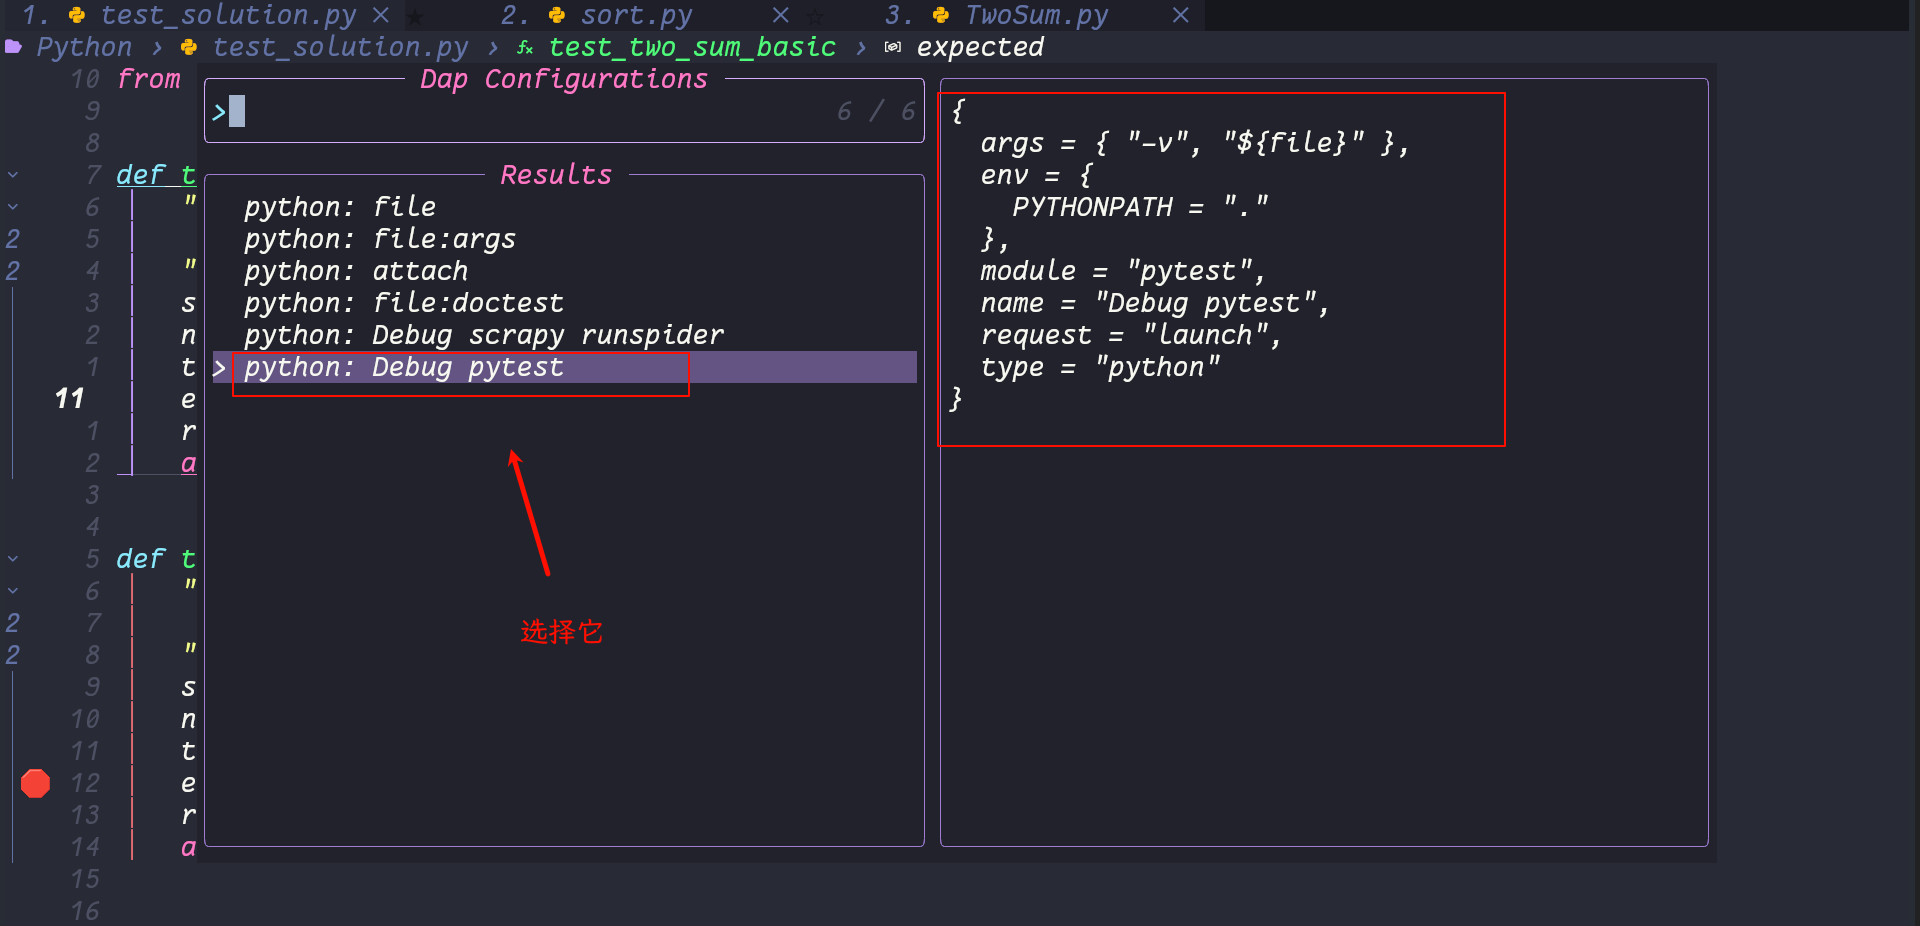 1. test_solution.py 2. sort.py 3. TwoSum.py
Python › test_solution.py › test_two_sum_basic › expected
10 from
9
8
7 def t
6 "
5
4 "
3 s
2 n
1 t
11 e
1 r
2 a
3
4
5 def t
6 "
7
8 "
9 s
10 n
11 t
12 e
13 r
14 a
15
16
2
2
2
2
Dap Configurations
> 6 / 6
Results
python: file
python: file:args
python: attach
python: file:doctest
python: Debug scrapy runspider
> python: Debug pytest
选择它
{
args = { "-v", "${file}" },
env = {
PYTHONPATH = "."
},
module = "pytest",
name = "Debug pytest",
request = "launch",
type = "python"
}